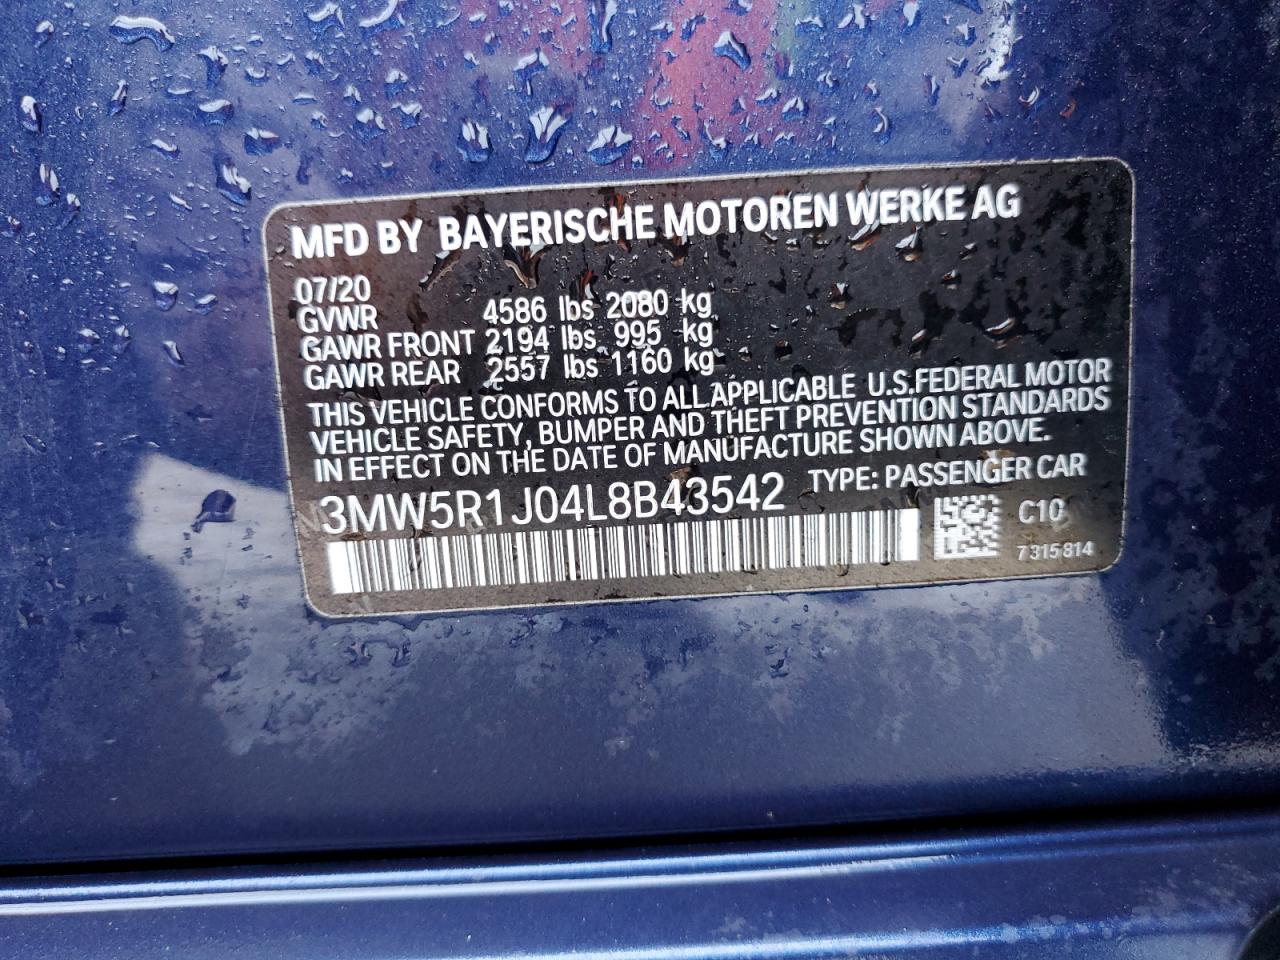 MFD BY BAYERISCHE MOTOREN WERKE AG
07/20
GVWR 4586 lbs 2080 kg
GAWR FRONT 2194 lbs 995 kg
GAWR REAR 2557 lbs 1160 kg
THIS VEHICLE CONFORMS TO ALL APPLICABLE U.S.FEDERAL MOTOR
VEHICLE SAFETY, BUMPER AND THEFT PREVENTION STANDARDS
IN EFFECT ON THE DATE OF MANUFACTURE SHOWN ABOVE.
3MW5R1J04L8B43542 TYPE: PASSENGER CAR
C10
7315814